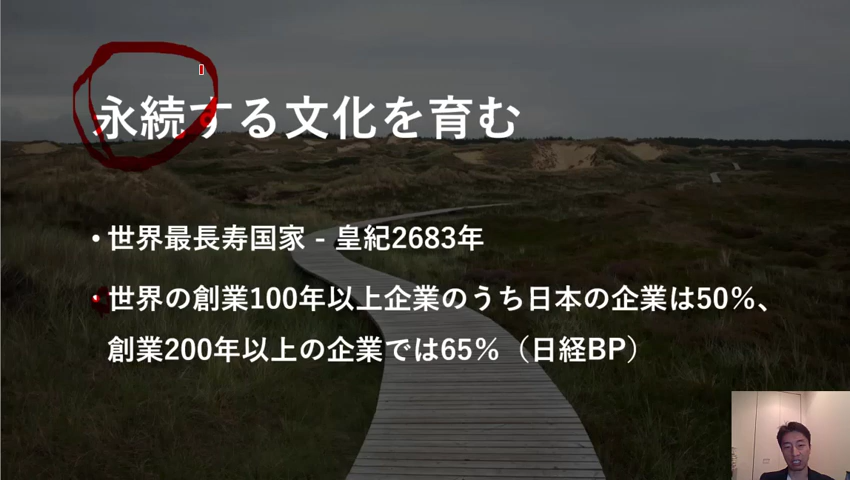 永続する文化を育む
• 世界最長寿国家 - 皇紀2683年
• 世界の創業100年以上企業のうち日本の企業は50%、
創業200年以上の企業では65%（日経BP）